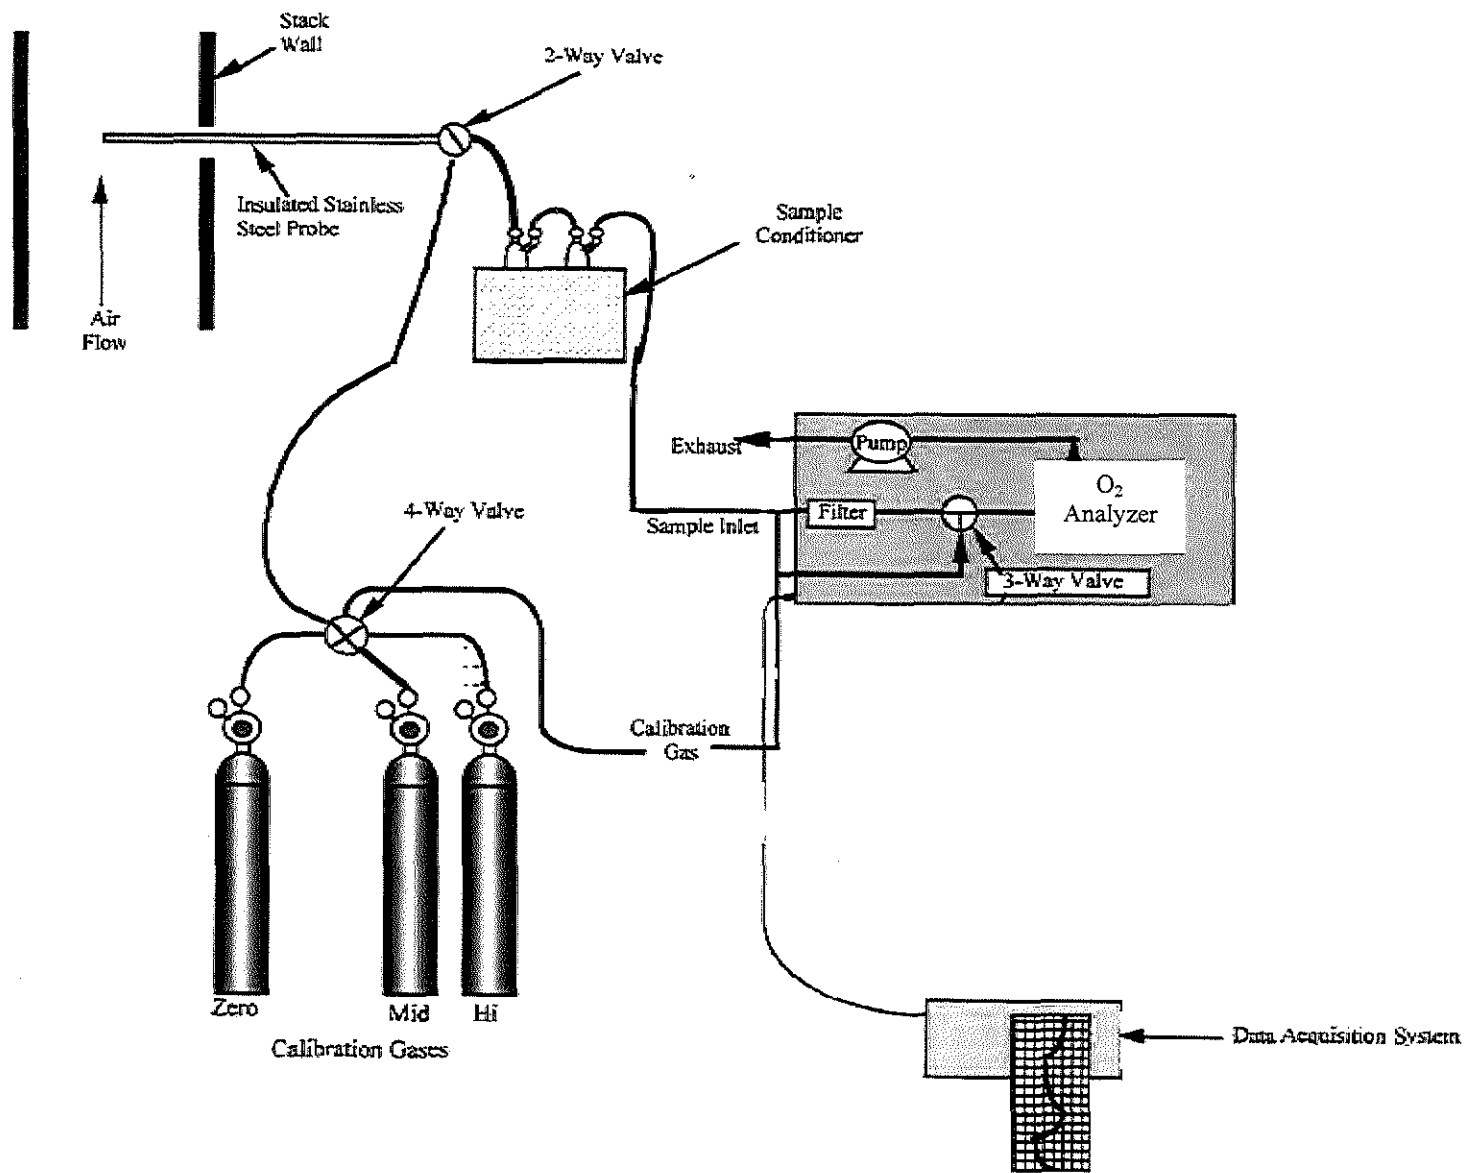 Stack
Wall
2-Way Valve
Insulated Stainless
Steel Probe
Sample
Conditioner
Air
Flow
Exhaust
Pump
O₂
Analyzer
4-Way Valve
Sample Inlet
Filter
3-Way Valve
Calibration
Gas
Zero
Mid
Hi
Calibration Gases
Data Acquisition System